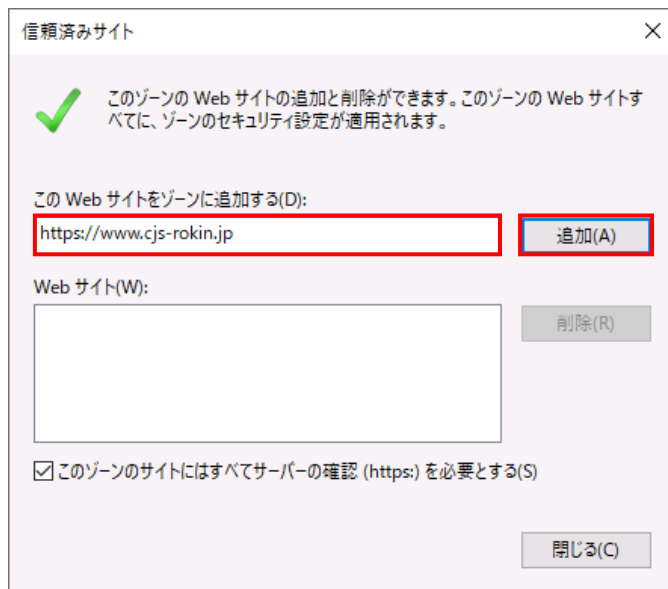 信頼済みサイト
このゾーンの Web サイトの追加と削除ができます。このゾーンの Web サイトす
べてに、ゾーンのセキュリティ設定が適用されます。
この Web サイトをゾーンに追加する(D):
https://www.cjs-rokin.jp
追加(A)
Web サイト(W):
削除(R)
このゾーンのサイトにはすべてサーバーの確認 (https:) を必要とする(S)
閉じる(C)